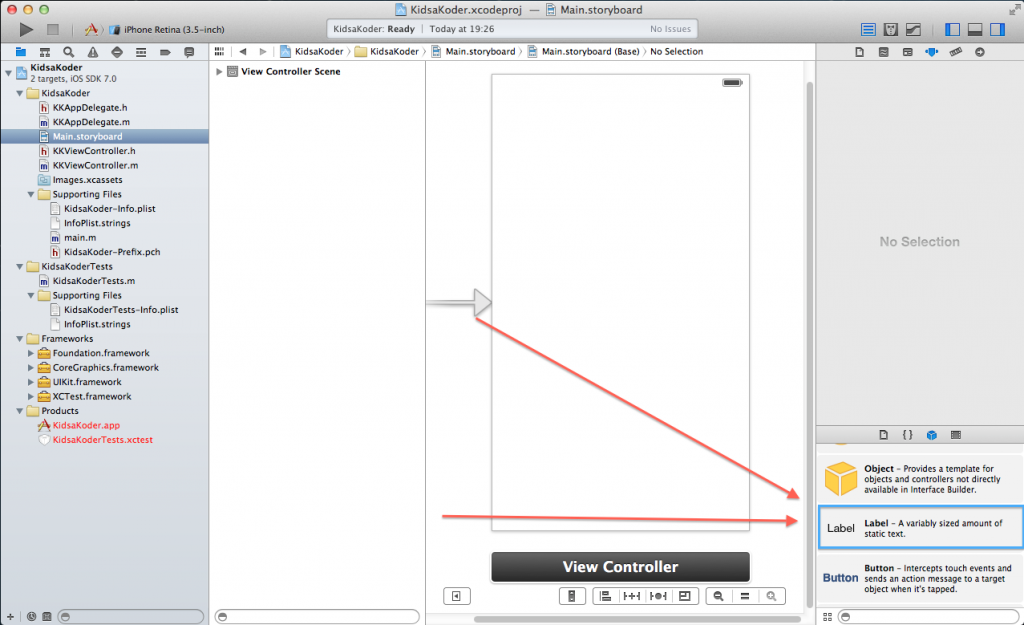 KidsaKoder.xcodeproj — Main.storyboard
iPhone Retina (3.5-inch)
KidsaKoder: Ready | Today at 19:26
No Issues
KidsaKoder
2 targets, iOS SDK 7.0
KidsaKoder
KKAppDelegate.h
KKAppDelegate.m
Main.storyboard
KKViewController.h
KKViewController.m
Images.xcassets
Supporting Files
KidsaKoder-Info.plist
InfoPlist.strings
main.m
KidsaKoder-Prefix.pch
KidsaKoderTests
KidsaKoderTests.m
Supporting Files
KidsaKoderTests-Info.plist
InfoPlist.strings
Frameworks
Foundation.framework
CoreGraphics.framework
UIKit.framework
XCTest.framework
Products
KidsaKoder.app
KidsaKoderTests.xctest
KidsaKoder
KidsaKoder
Main.storyboard
Main.storyboard (Base)
No Selection
View Controller Scene
View Controller
No Selection
Object – Provides a template for
objects and controllers not directly
available in Interface Builder.
Label
Label – A variably sized amount of
static text.
Button
Button – Intercepts touch events and
sends an action message to a target
object when it's tapped.